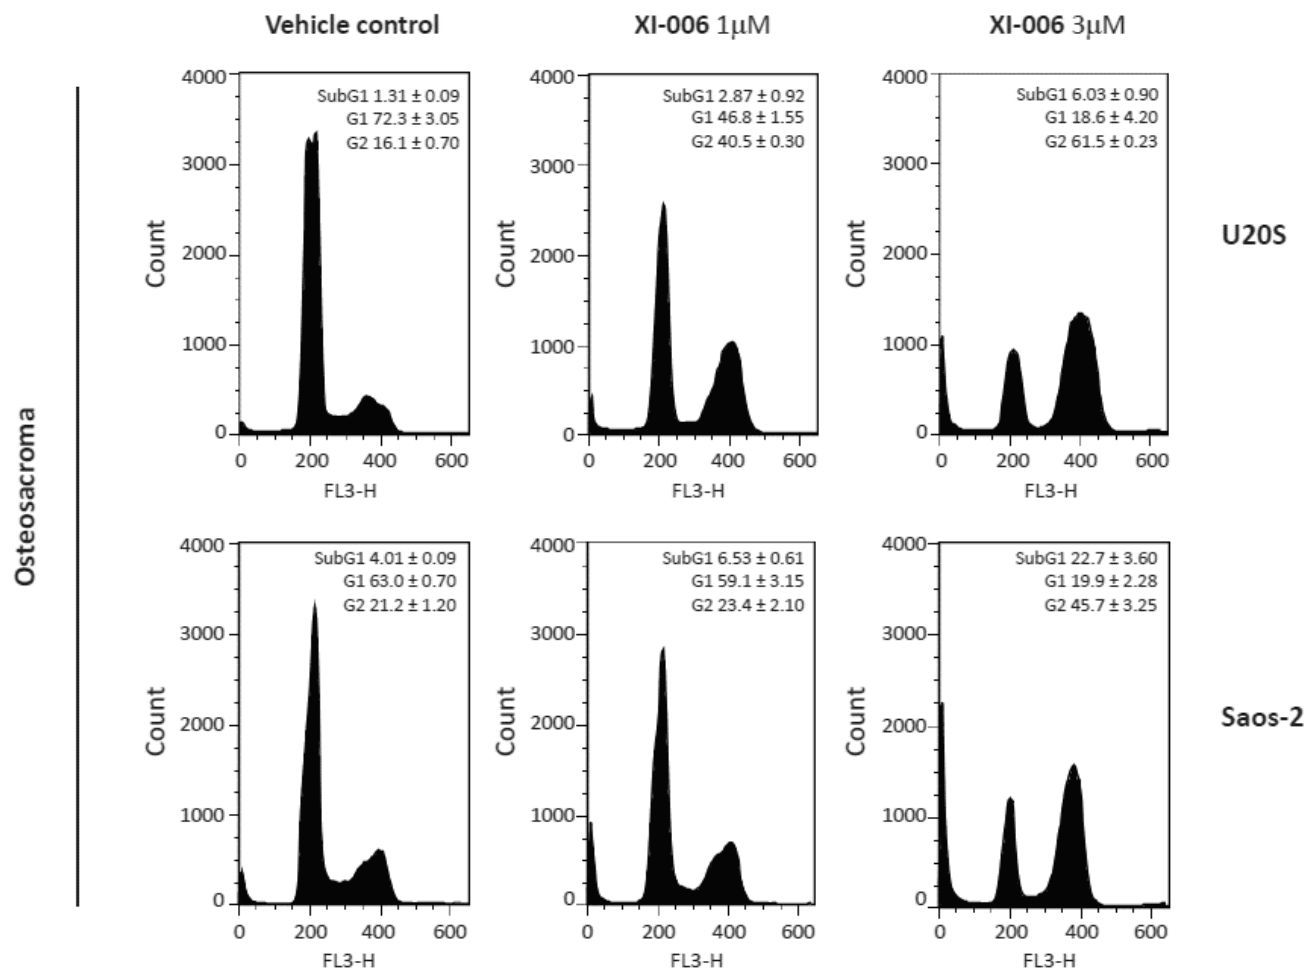 Vehicle control
XI-006 1μM
XI-006 3μM
Osteosacroma
4000
3000
2000
1000
0
Count
SubG1 1.31 ± 0.09
G1 72.3 ± 3.05
G2 16.1 ± 0.70
0 200 400 600
FL3-H
4000
3000
2000
1000
0
Count
SubG1 2.87 ± 0.92
G1 46.8 ± 1.55
G2 40.5 ± 0.30
0 200 400 600
FL3-H
4000
3000
2000
1000
0
Count
SubG1 6.03 ± 0.90
G1 18.6 ± 4.20
G2 61.5 ± 0.23
0 200 400 600
FL3-H
U20S
4000
3000
2000
1000
0
Count
SubG1 4.01 ± 0.09
G1 63.0 ± 0.70
G2 21.2 ± 1.20
0 200 400 600
FL3-H
4000
3000
2000
1000
0
Count
SubG1 6.53 ± 0.61
G1 59.1 ± 3.15
G2 23.4 ± 2.10
0 200 400 600
FL3-H
4000
3000
2000
1000
0
Count
SubG1 22.7 ± 3.60
G1 19.9 ± 2.28
G2 45.7 ± 3.25
0 200 400 600
FL3-H
Saos-2